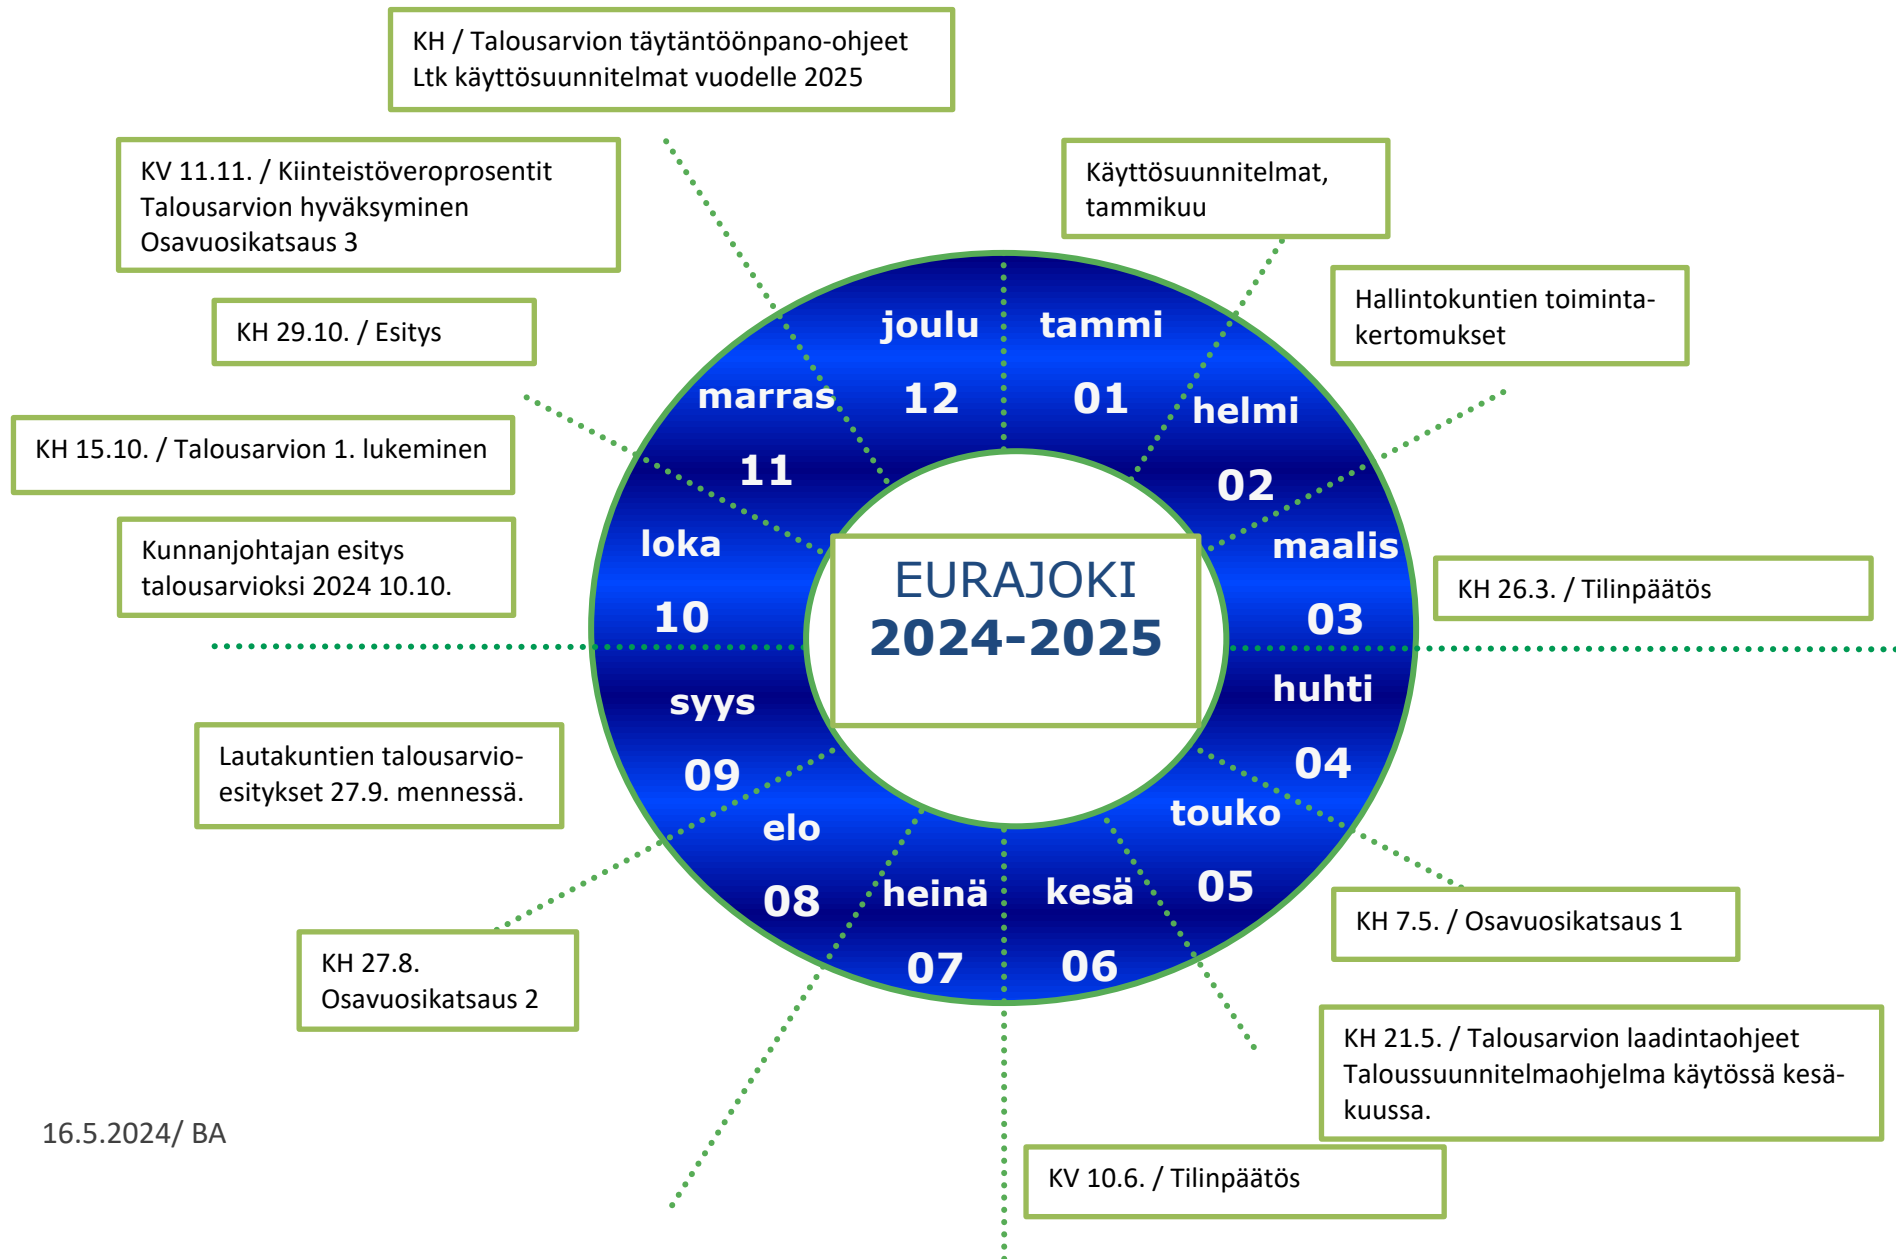 KH / Talousarvion täytäntöönpano-ohjeet
Ltk käyttösuunnitelmat vuodelle 2025
KV 11.11. / Kiinteistöveroprosentit
Talousarvion hyväksyminen
Osavuosikatsaus 3
Käyttösuunnitelmat,
tammikuu
KH 29.10. / Esitys
Hallintokuntien toiminta-
kertomukset
KH 15.10. / Talousarvion 1. lukeminen
Kunnanjohtajan esitys
talousarvioksi 2024 10.10.
KH 26.3. / Tilinpäätös
joulu
12
tammi
01
marras
11
helmi
02
loka
10
maalis
03
EURAJOKI
2024-2025
syys
09
huhti
04
elo
08
touko
05
heinä
07
kesä
06
Lautakuntien talousarvio-
esitykset 27.9. mennessä.
KH 7.5. / Osavuosikatsaus 1
KH 27.8.
Osavuosikatsaus 2
KH 21.5. / Talousarvion laadintaohjeet
Taloussuunnitelmaohjelma käytössä kesä-
kuussa.
16.5.2024/ BA
KV 10.6. / Tilinpäätös